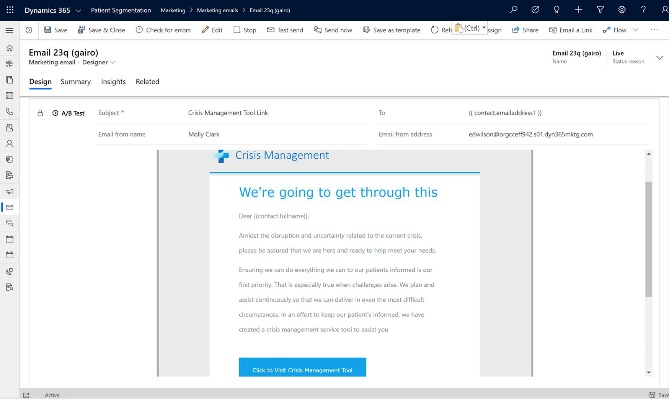 Dynamics 365
Patient Segmentation
Marketing > Marketing emails > Email 23q (gairo)
Save
Save & Close
Check for errors
Edit
Stop
Test send
Send now
Save as template
(Ctrl)
Share
Email a Link
Flow
Email 23q (gairo)
Marketing email · Designer
Email 23q (gairo)
Name
Live
Status reason
Design
Summary
Insights
Related
A/B Test
Subject *
Crisis Management Tool Link
To
{{ contact.emailaddress1 }}
Email from name
Molly Clark
Email from address
edwilson@orgcceff942.s01.dyn365mktg.com
Crisis Management
We're going to get through this
Dear {{contact.fullname}},
Amidst the disruption and uncertainty related to the current crisis,
please be assured that we are here and ready to help meet your needs.
Ensuring we can do everything we can to our patients informed is our
first priority. That is especially true when challenges arise. We plan and
assist continuously so that we can deliver in even the most difficult
circumstances. In an effort to keep our patient's informed, we have
created a crisis management service tool to assist you
Click to Visit Crisis Management Tool
Active
Save